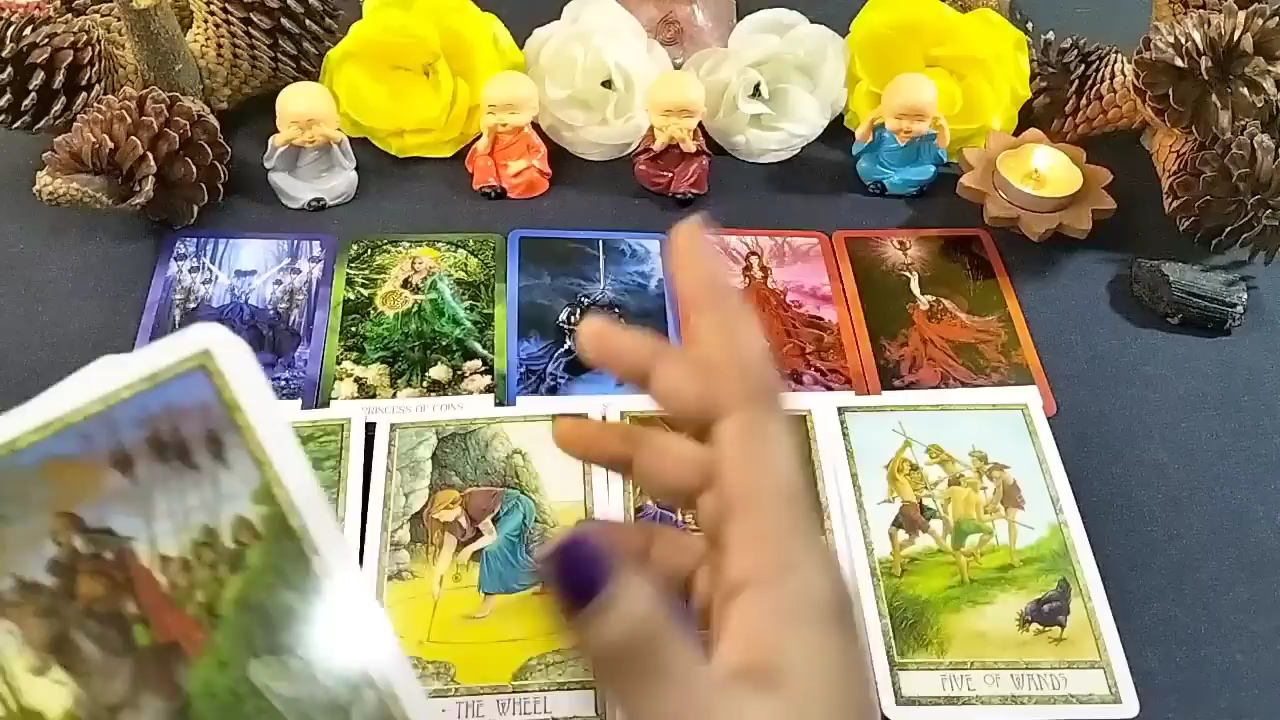 PRINCESS OF COINS
· THE WHEEL
FIVE OF WANDS